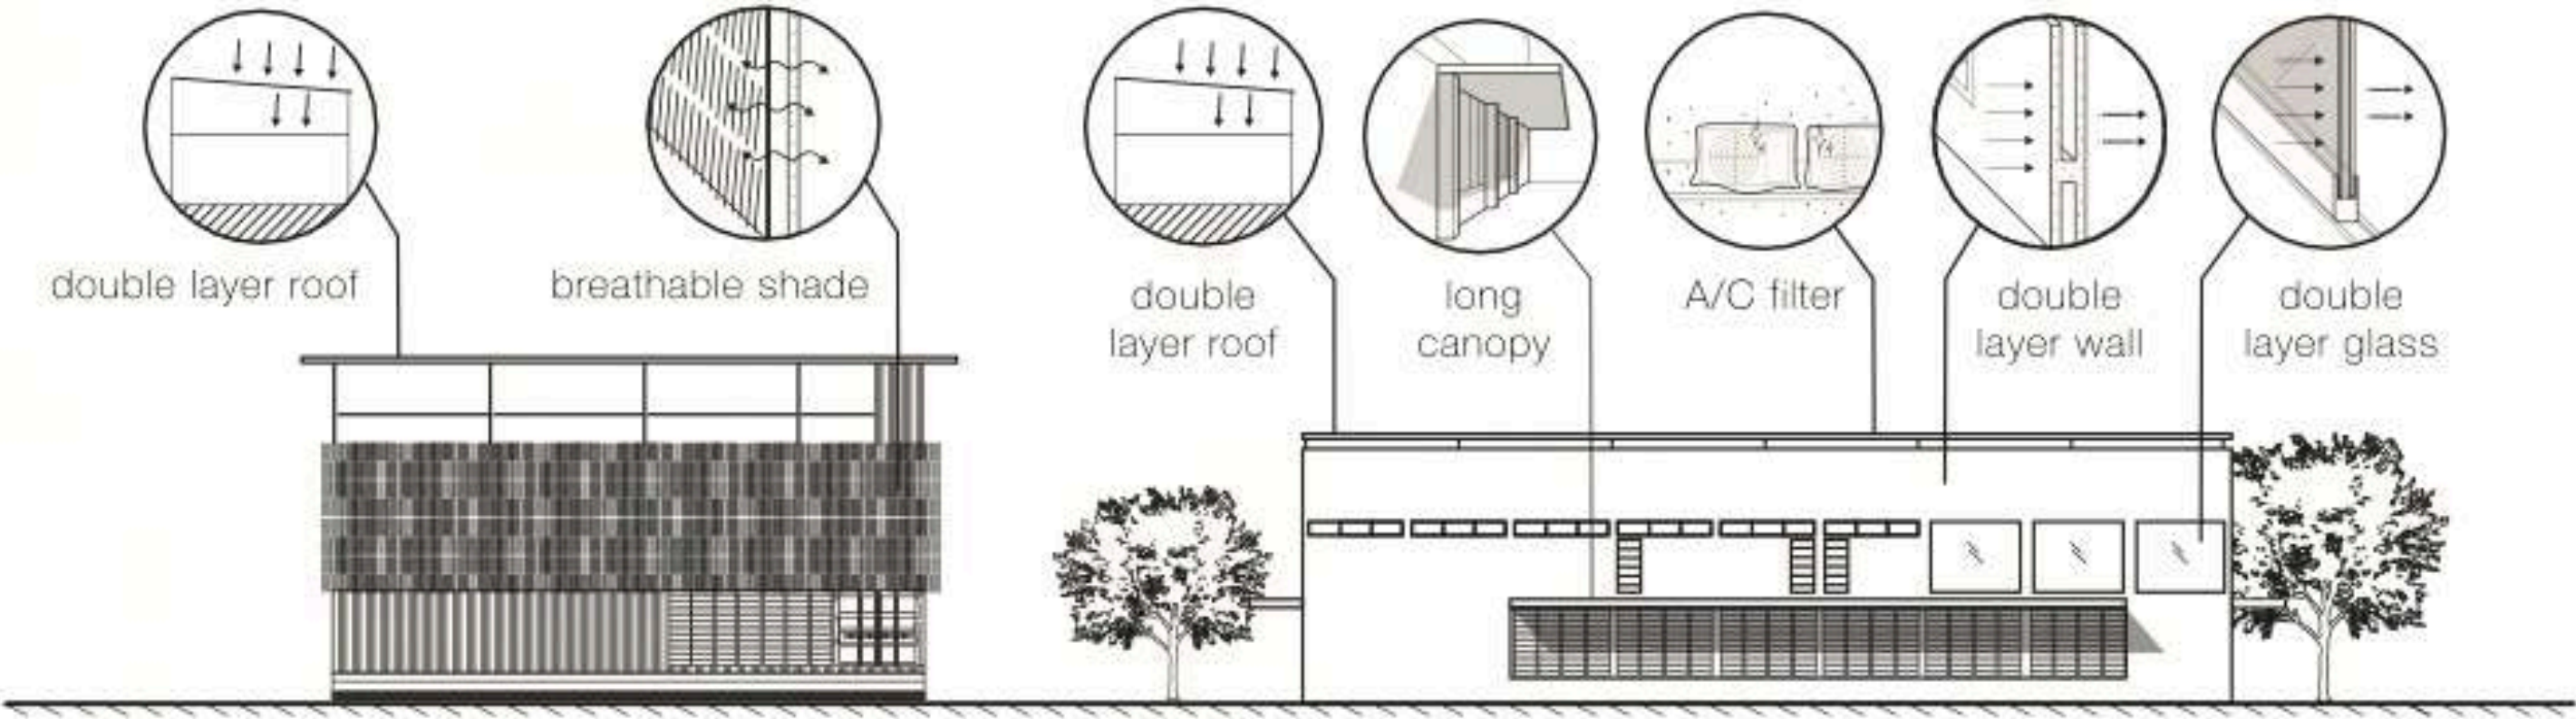 double layer roof
breathable shade
double
layer roof
long
canopy
A/C filter
double
layer wall
double
layer glass